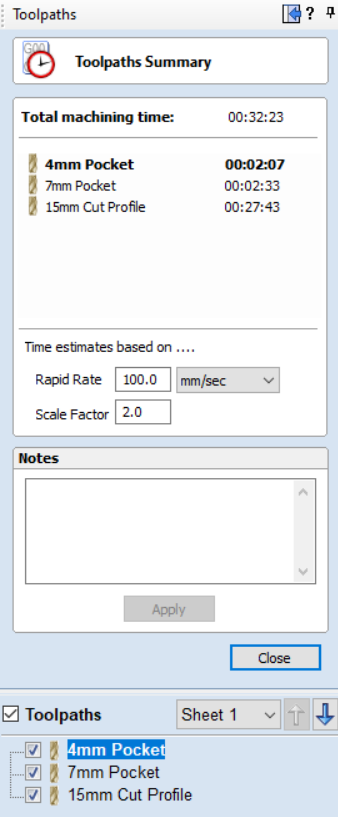 Toolpaths ?
G00
Toolpaths Summary
Total machining time: 00:32:23
4mm Pocket 00:02:07
7mm Pocket 00:02:33
15mm Cut Profile 00:27:43
Time estimates based on ....
Rapid Rate 100.0 mm/sec
Scale Factor 2.0
Notes
Apply
Close
Toolpaths Sheet 1
4mm Pocket
7mm Pocket
15mm Cut Profile